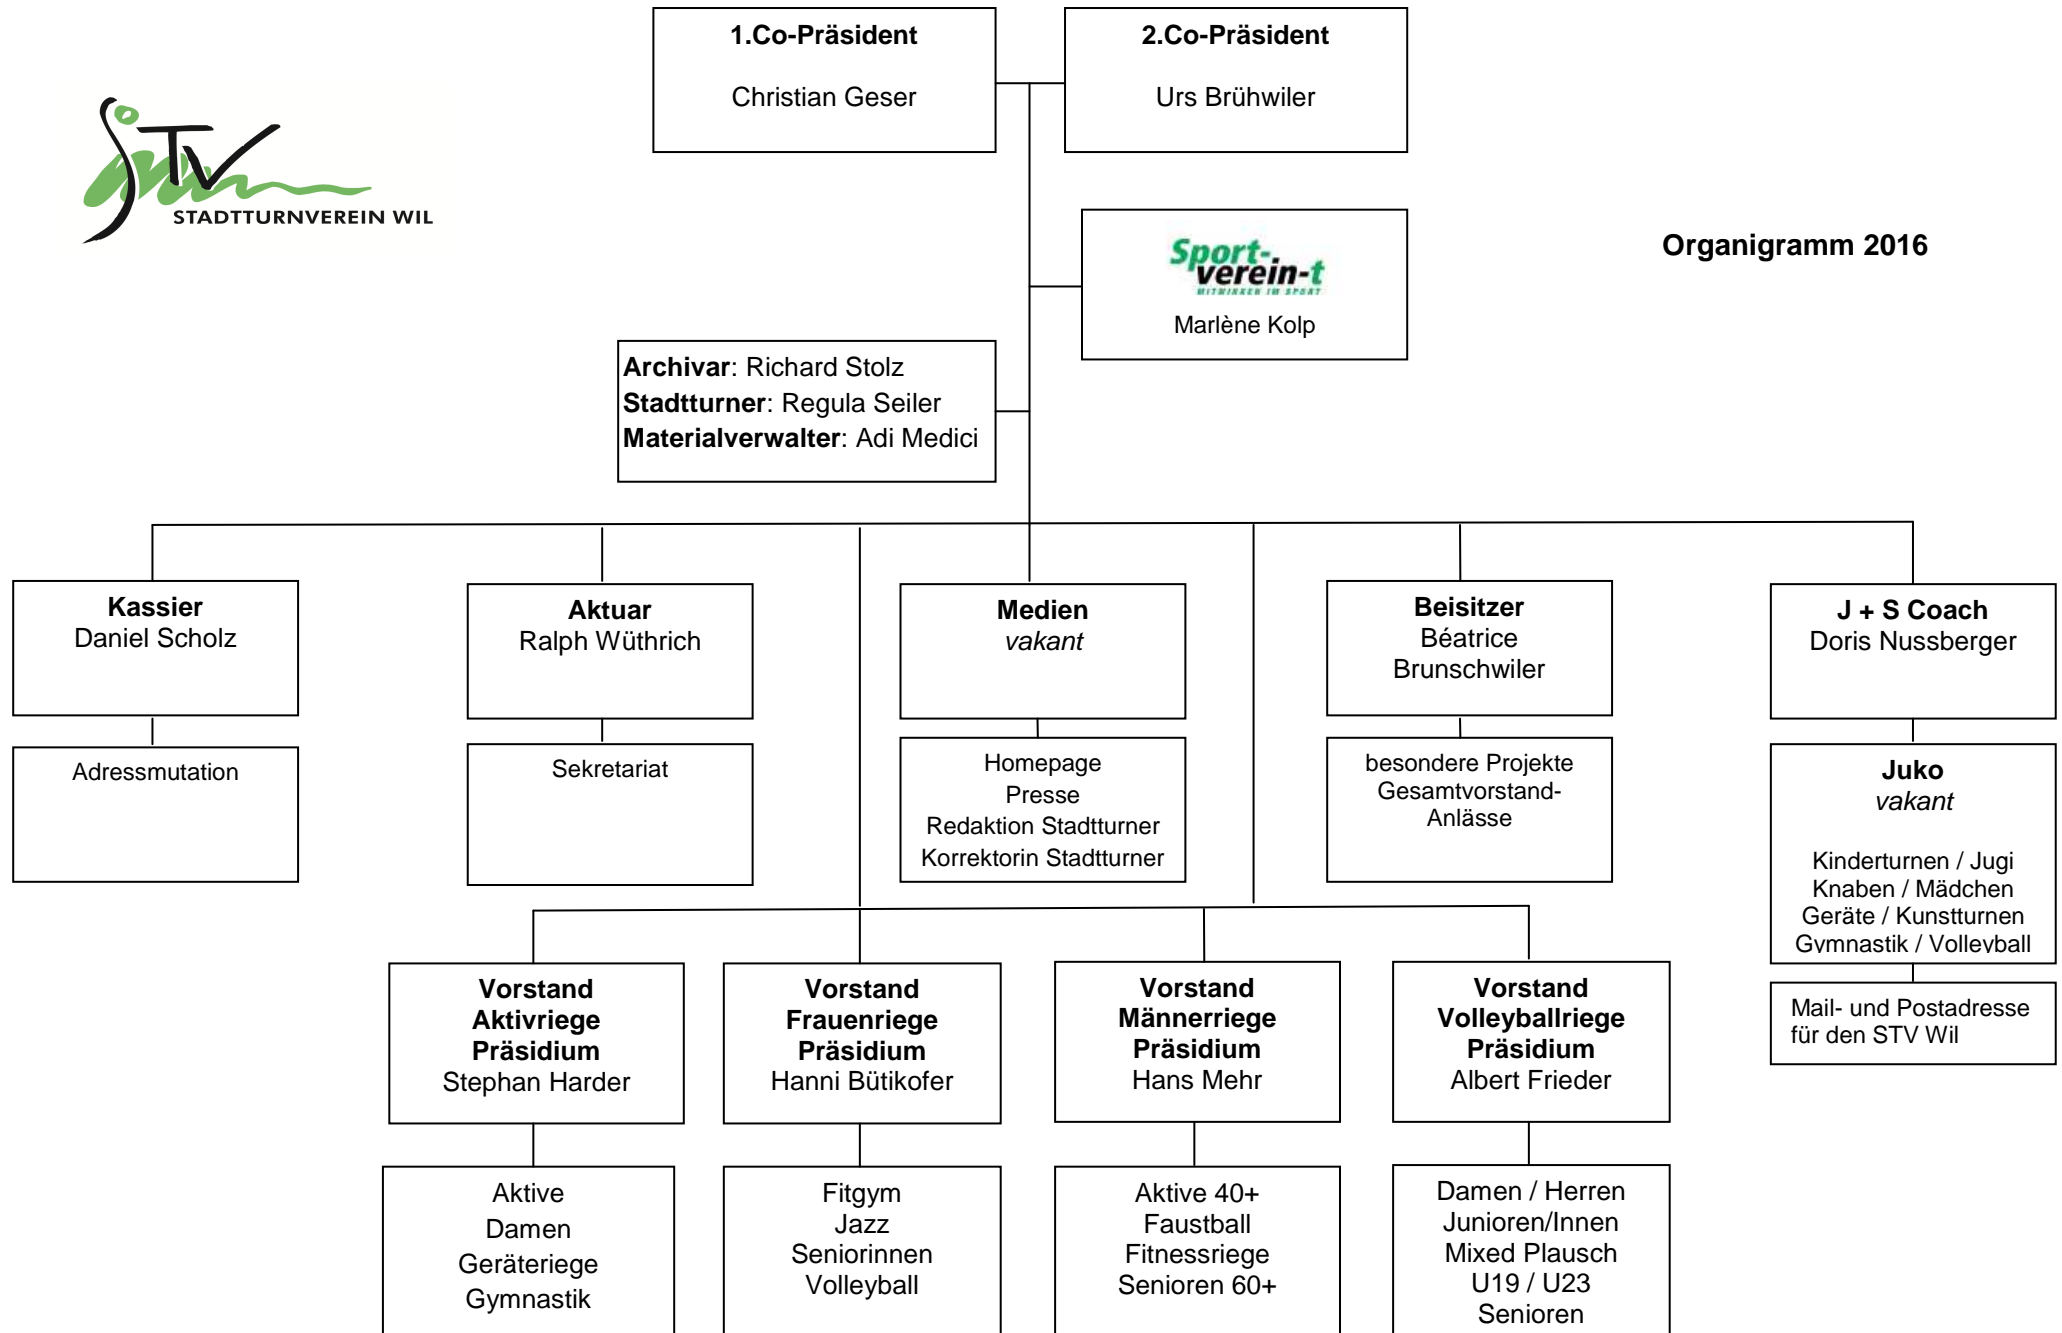 1.Co-Präsident
Christian Geser
2.Co-Präsident
Urs Brühwiler
STV
STADTTURNVEREIN WIL
Sport-
verein-t
MITWIRKEN IM SPORT
Marlène Kolp
Organigramm 2016
Archivar: Richard Stolz
Stadtturner: Regula Seiler
Materialverwalter: Adi Medici
Kassier
Daniel Scholz
Aktuar
Ralph Wüthrich
Medien
vakant
Beisitzer
Béatrice
Brunschwiler
J + S Coach
Doris Nussberger
Adressmutation
Sekretariat
Homepage
Presse
Redaktion Stadtturner
Korrektorin Stadtturner
besondere Projekte
Gesamtvorstand-
Anlässe
Juko
vakant
Kinderturnen / Jugi
Knaben / Mädchen
Geräte / Kunstturnen
Gymnastik / Volleyball
Mail- und Postadresse
für den STV Wil
Vorstand
Aktivriege
Präsidium
Stephan Harder
Vorstand
Frauenriege
Präsidium
Hanni Bütikofer
Vorstand
Männerriege
Präsidium
Hans Mehr
Vorstand
Volleyballriege
Präsidium
Albert Frieder
Aktive
Damen
Geräteriege
Gymnastik
Fitgym
Jazz
Seniorinnen
Volleyball
Aktive 40+
Faustball
Fitnessriege
Senioren 60+
Damen / Herren
Junioren/Innen
Mixed Plausch
U19 / U23
Senioren